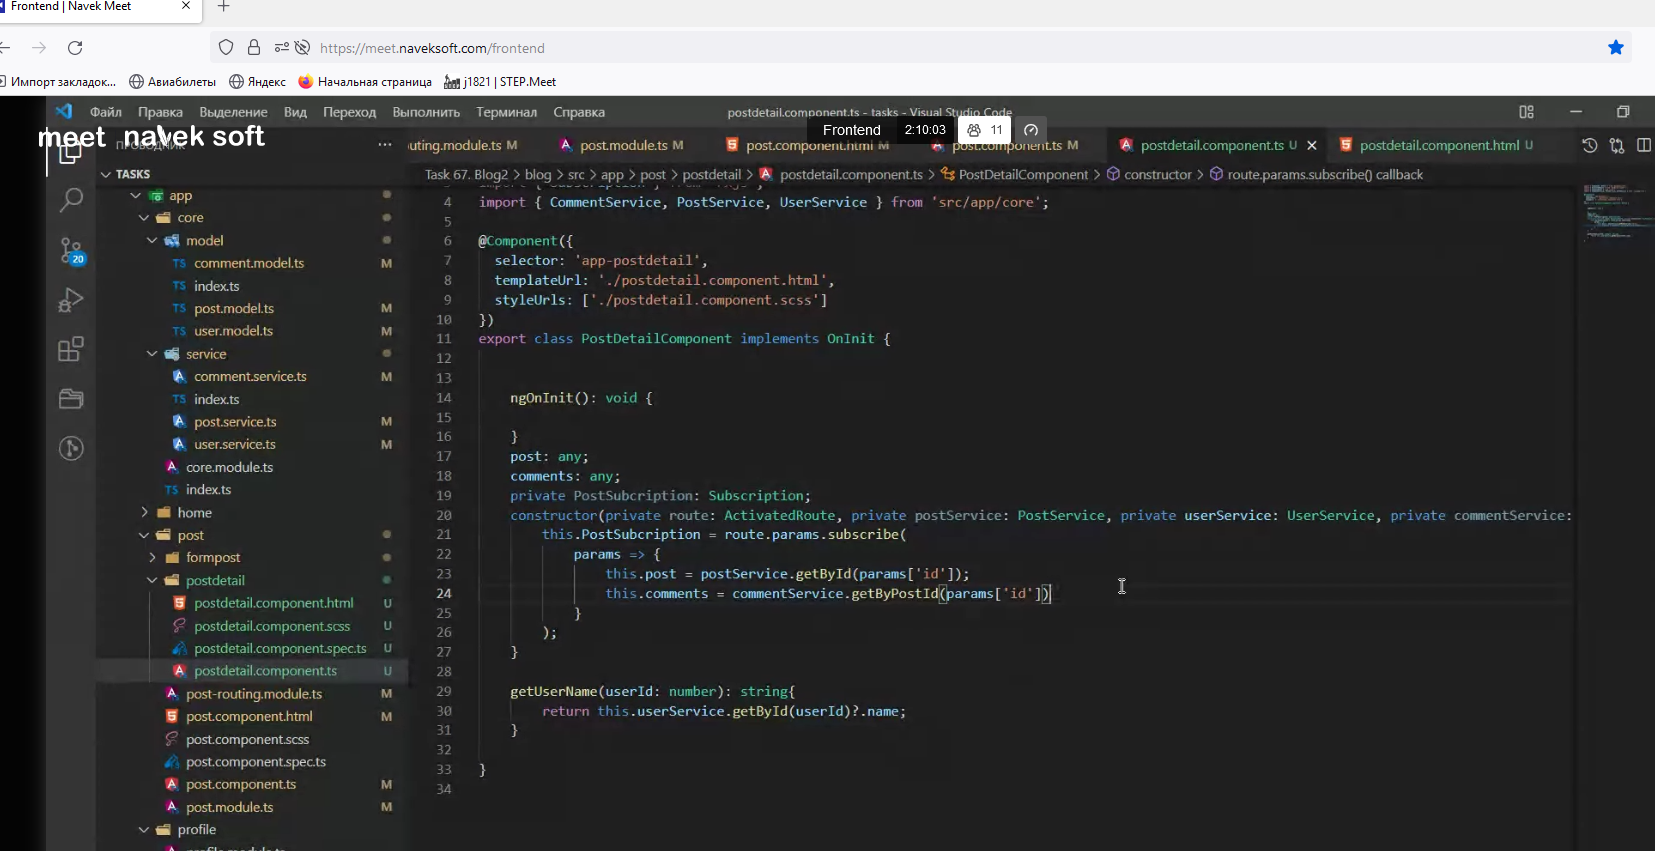 Frontend | Navek Meet
https://meet.naveksoft.com/frontend
Импорт закладок... Авиабилеты Яндекс Начальная страница j1821 | STEP.Meet
Файл Правка Выделение Вид Переход Выполнить Терминал Справка
postdetail.component.ts - tasks - Visual Studio Code
meet navek soft
Frontend 2:10:03 11
ПРОВОДНИК
uting.module.ts M post.module.ts M post.component.html M post.component.ts M postdetail.component.ts U postdetail.component.html U
TASKS
Task 67. Blog2 > blog > src > app > post > postdetail > postdetail.component.ts > PostDetailComponent > constructor > route.params.subscribe() callback
app
core
model
TS comment.model.ts M
TS index.ts
TS post.model.ts M
TS user.model.ts M
service
comment.service.ts M
TS index.ts
post.service.ts M
user.service.ts M
core.module.ts
TS index.ts
home
post
formpost
postdetail
postdetail.component.html U
postdetail.component.scss U
postdetail.component.spec.ts U
postdetail.component.ts U
post-routing.module.ts M
post.component.html M
post.component.scss
post.component.spec.ts
post.component.ts M
post.module.ts M
profile
20
4 import { CommentService, PostService, UserService } from 'src/app/core';
5
6 @Component({
7 selector: 'app-postdetail',
8 templateUrl: './postdetail.component.html',
9 styleUrls: ['./postdetail.component.scss']
10 })
11 export class PostDetailComponent implements OnInit {
12
13
14 ngOnInit(): void {
15
16 }
17 post: any;
18 comments: any;
19 private PostSubcription: Subscription;
20 constructor(private route: ActivatedRoute, private postService: PostService, private userService: UserService, private commentService:
21 this.PostSubcription = route.params.subscribe(
22 params => {
23 this.post = postService.getById(params['id']);
24 this.comments = commentService.getByPostId(params['id'])
25 }
26 );
27 }
28
29 getUserName(userId: number): string{
30 return this.userService.getById(userId)?.name;
31 }
32
33 }
34